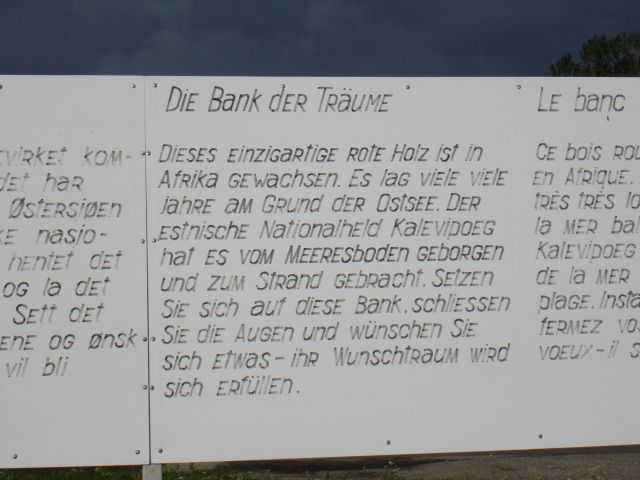 VIRKET KOM-
DET HAR
ØSTERSJØEN
NASJO-
HENTET DET
OG LA DET
SETT DET
ENE OG ØNSK
VIL BLI
DIE BANK DER TRÄUME
DIESES EINZIGARTIGE ROTE HOLZ IST IN
AFRIKA GEWACHSEN. ES LAG VIELE VIELE
JAHRE AM GRUND DER OSTSEE. DER
ESTNISCHE NATIONALHELD KALEVIPOEG
HAT ES VOM MEERESBODEN GEBORGEN
UND ZUM STRAND GEBRACHT. SETZEN
SIE SICH AUF DIESE BANK, SCHLIESSEN
SIE DIE AUGEN UND WÜNSCHEN SIE
SICH ETWAS - IHR WUNSCHTRAUM WIRD
SICH ERFÜLLEN.
LE BANC
CE BOIS ROU
EN AFRIQUE.
TRÈS TRÈS LO
LA MER BAL
KALEVIPOEG
DE LA MER
PLAGE. INSTA
FERMEZ VO
VOEUX - IL S